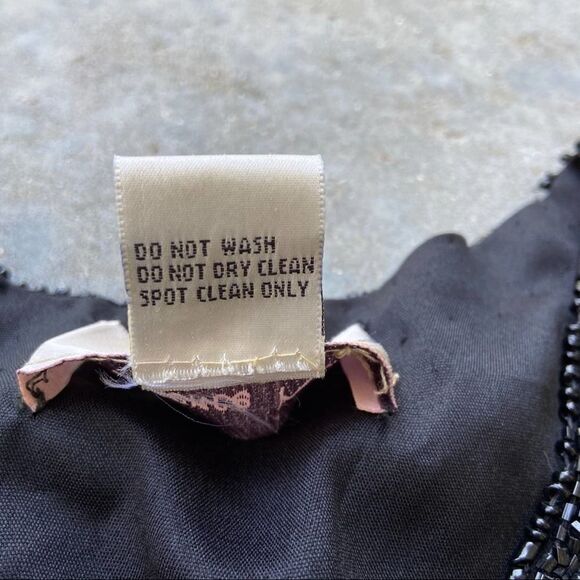 DO NOT WASH
DO NOT DRY CLEAN
SPOT CLEAN ONLY